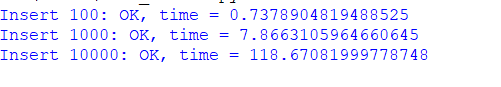 Insert 100: OK, time = 0.7378904819488525
Insert 1000: OK, time = 7.8663105964660645
Insert 10000: OK, time = 118.67081999778748